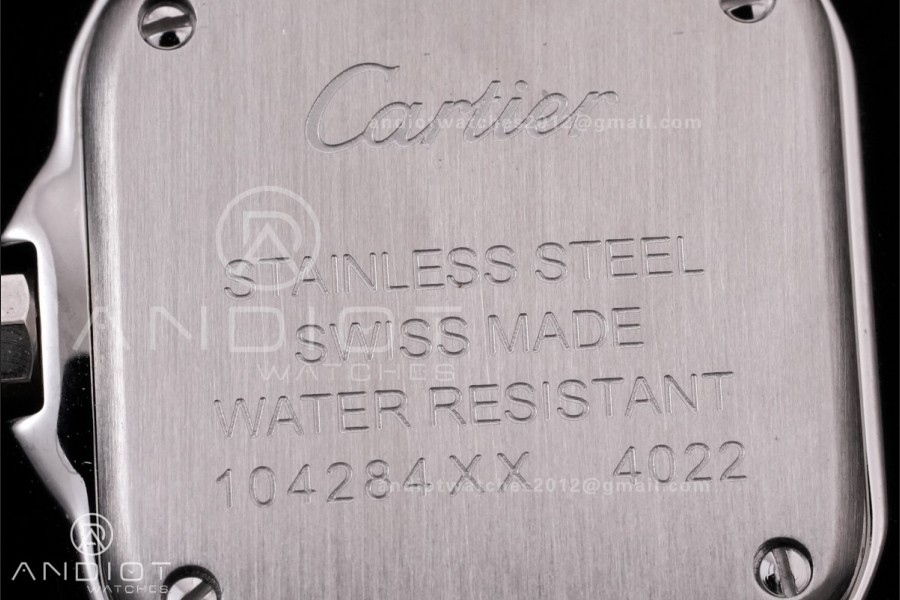 Cartier
andiotwatches2012@gmail.com
STAINLESS STEEL
ANDIOT
SWISS MADE
WATCHES
WATER RESISTANT
104284XX 4022
andiotwatches2012@gmail.com
ANDIOT
WATCHES